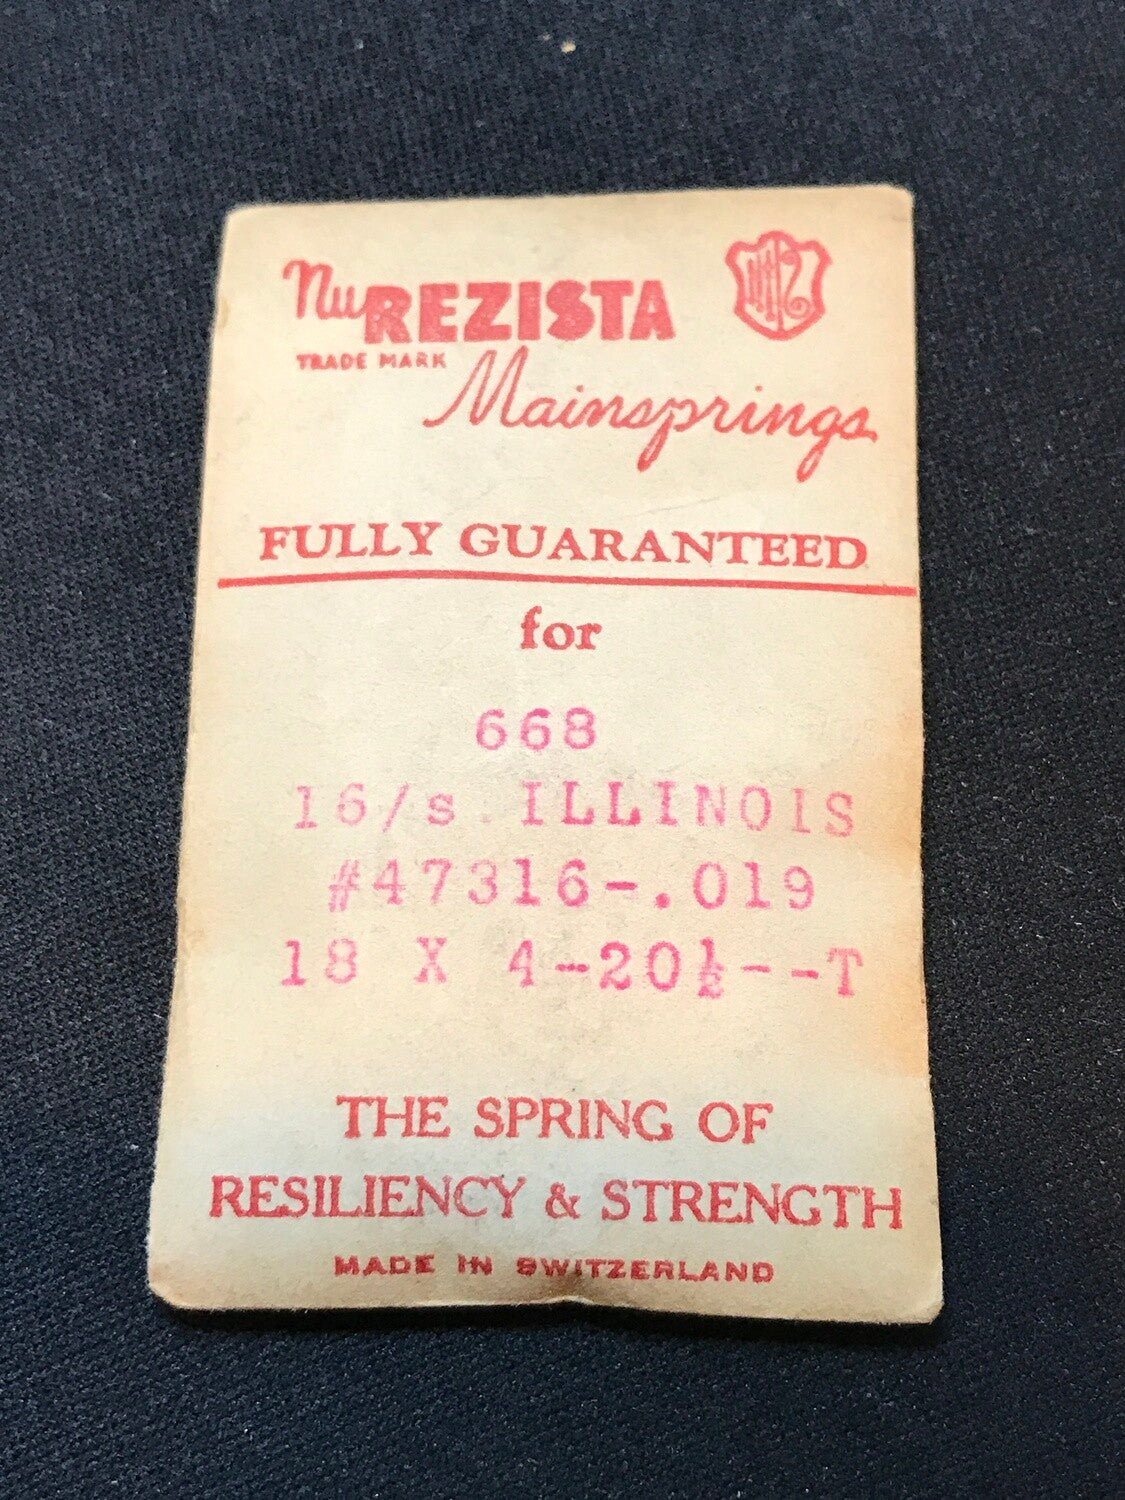 Nu REZISTA
TRADE MARK
Mainsprings
FULLY GUARANTEED
for
668
16/s ILLINOIS
#47316-.019
18 X 4-20½--T
THE SPRING OF
RESILIENCY & STRENGTH
MADE IN SWITZERLAND